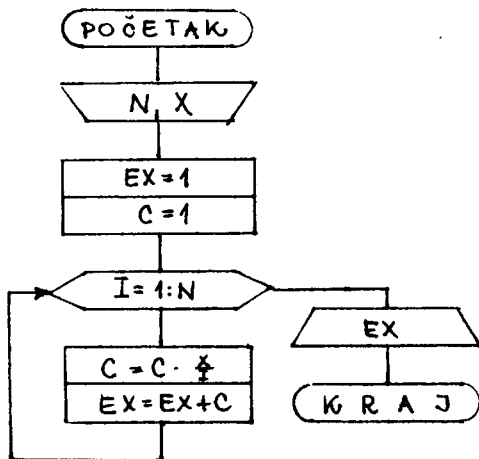 POČETAK
N, X
EX = 1
C = 1
I = 1:N
C = C · X/I
EX = EX + C
EX
KRAJ